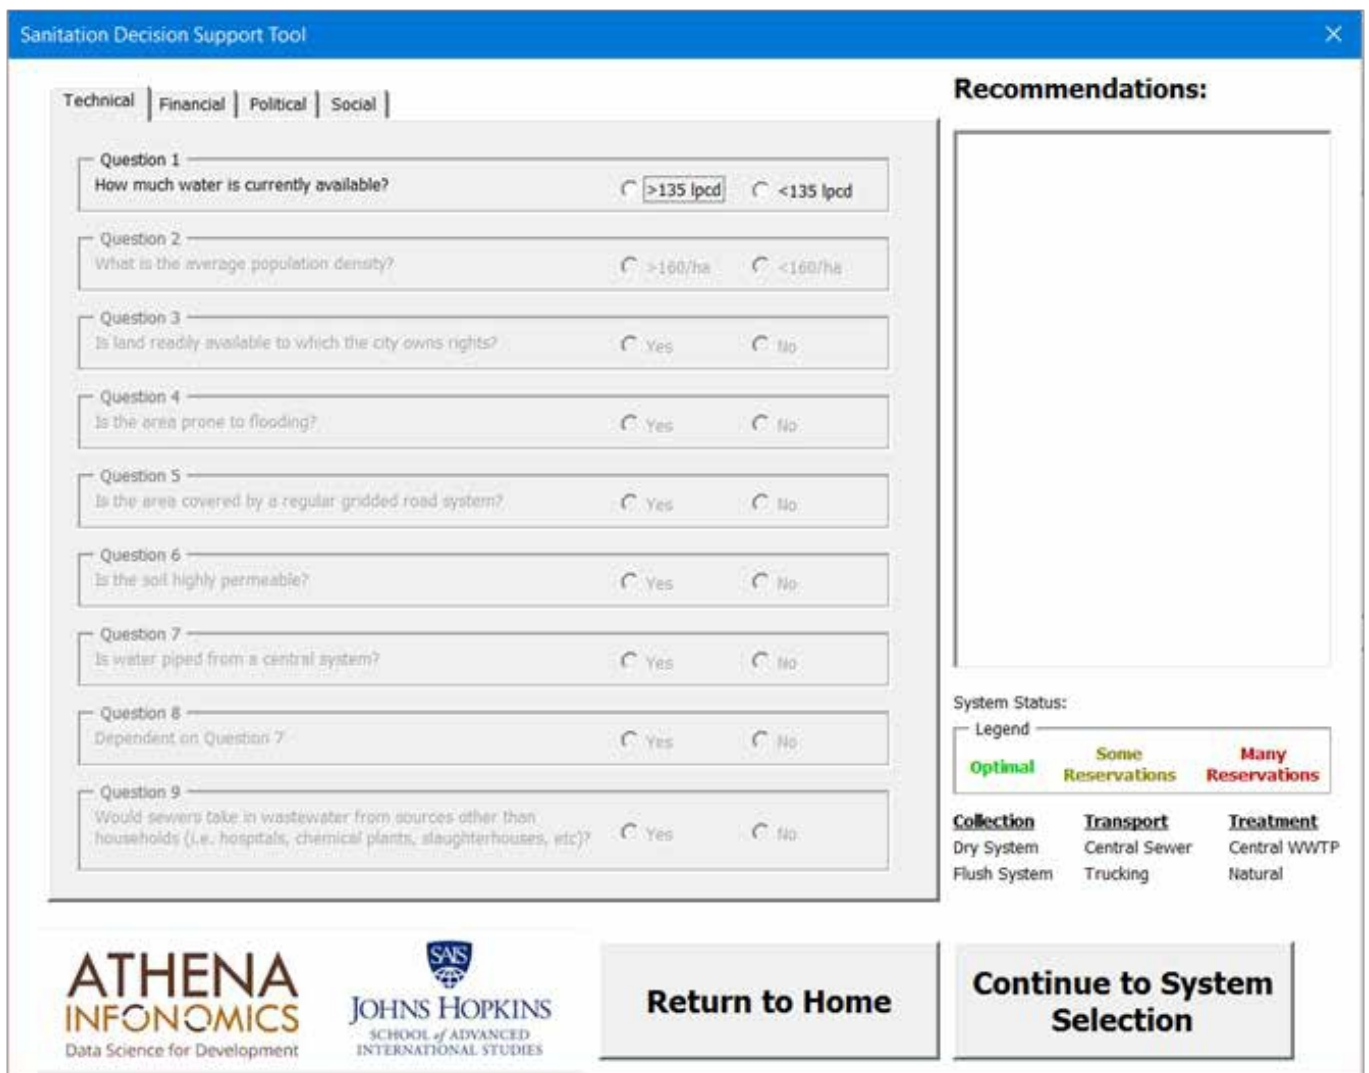 Sanitation Decision Support Tool
Technical Financial Political Social
Question 1
How much water is currently available? >135 lpcd <135 lpcd
Question 2
What is the average population density? >160/ha <160/ha
Question 3
Is land readily available to which the city owns rights? Yes No
Question 4
Is the area prone to flooding? Yes No
Question 5
Is the area covered by a regular gridded road system? Yes No
Question 6
Is the soil highly permeable? Yes No
Question 7
Is water piped from a central system? Yes No
Question 8
Dependent on Question 7 Yes No
Question 9
Would sewers take in wastewater from sources other than
households (i.e. hospitals, chemical plants, slaughterhouses, etc)? Yes No
Recommendations:
System Status:
Legend
Optimal Some Reservations Many Reservations
Collection Transport Treatment
Dry System Central Sewer Central WWTP
Flush System Trucking Natural
ATHENA
INFONOMICS
Data Science for Development
SAIS
JOHNS HOPKINS
SCHOOL of ADVANCED
INTERNATIONAL STUDIES
Return to Home
Continue to System
Selection